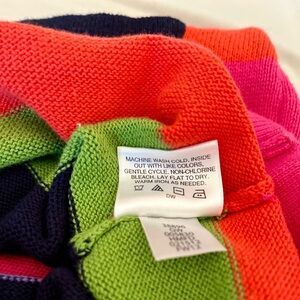 MACHINE WASH COLD, INSIDE
OUT WITH LIKE COLORS,
GENTLE CYCLE. NON-CHLORINE
BLEACH. LAY FLAT TO DRY.
WARM IRON AS NEEDED.
DW